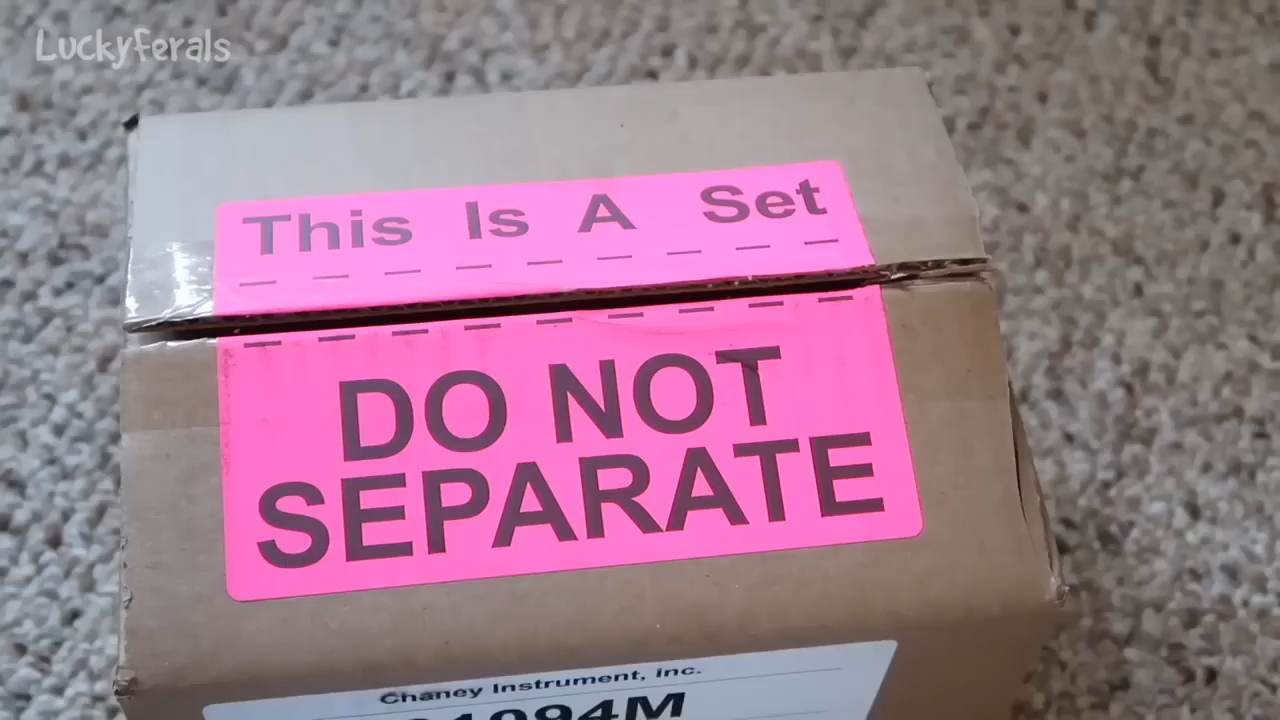 LuckyFerals
This Is A Set
DO NOT
SEPARATE
Chaney Instrument, Inc.